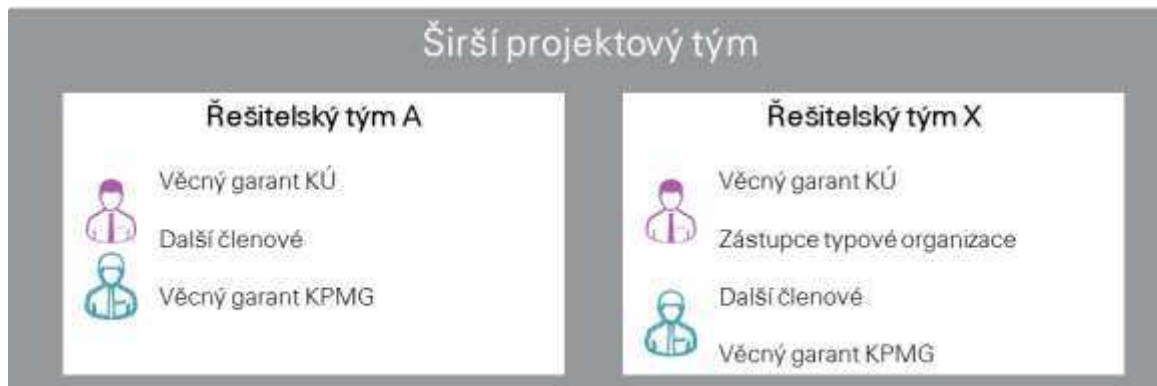 Širší projektový tým
Řešitelský tým A
Věcný garant KÚ
Další členové
Věcný garant KPMG
Řešitelský tým X
Věcný garant KÚ
Zástupce typové organizace
Další členové
Věcný garant KPMG